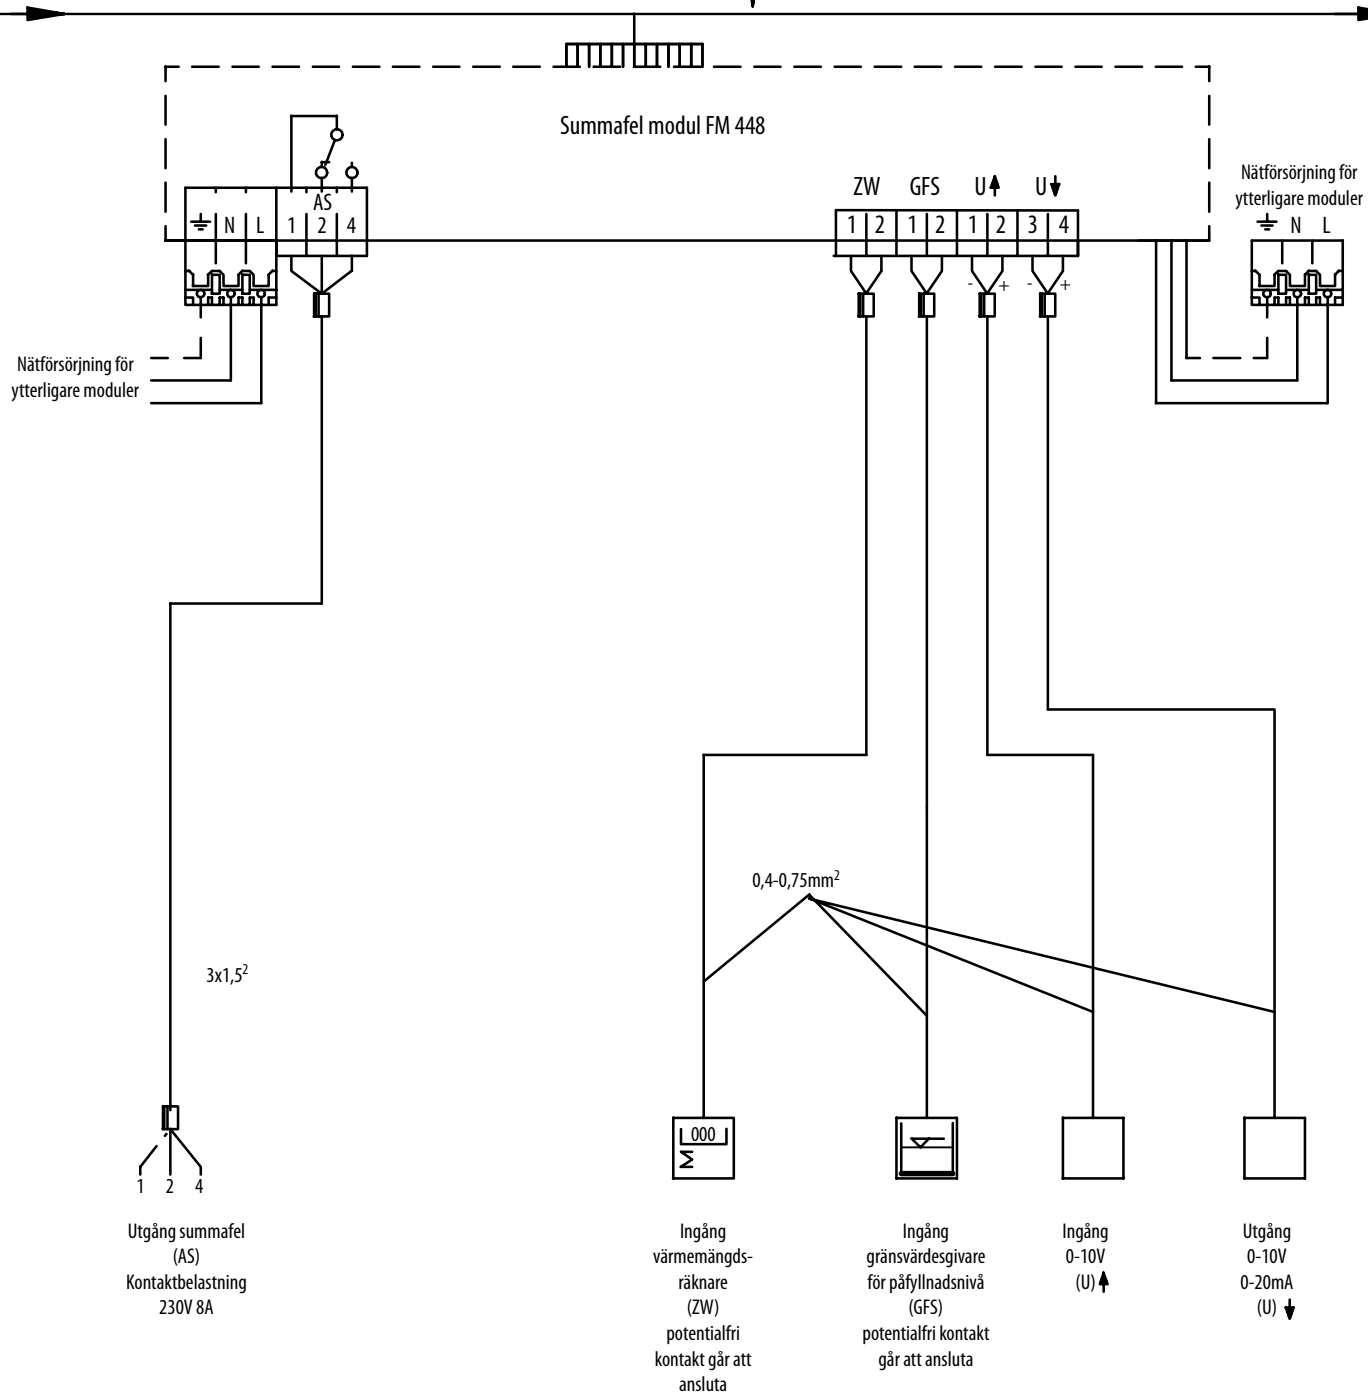 Summafel modul FM 448
Nätförsörjning för
ytterligare moduler
N L
AS
N L 1 2 4
ZW GFS U U
1 2 1 2 1 2 3 4
- + - +
Nätförsörjning för
ytterligare moduler
0,4-0,75mm²
3x1,5²
1 2 4
000
M
Utgång summafel
(AS)
Kontaktbelastning
230V 8A
Ingång
värmemängds-
räknare
(ZW)
potentialfri
kontakt går att
ansluta
Ingång
gränsvärdesgivare
för påfyllnadsnivå
(GFS)
potentialfri kontakt
går att ansluta
Ingång
0-10V
(U)
Utgång
0-10V
0-20mA
(U)